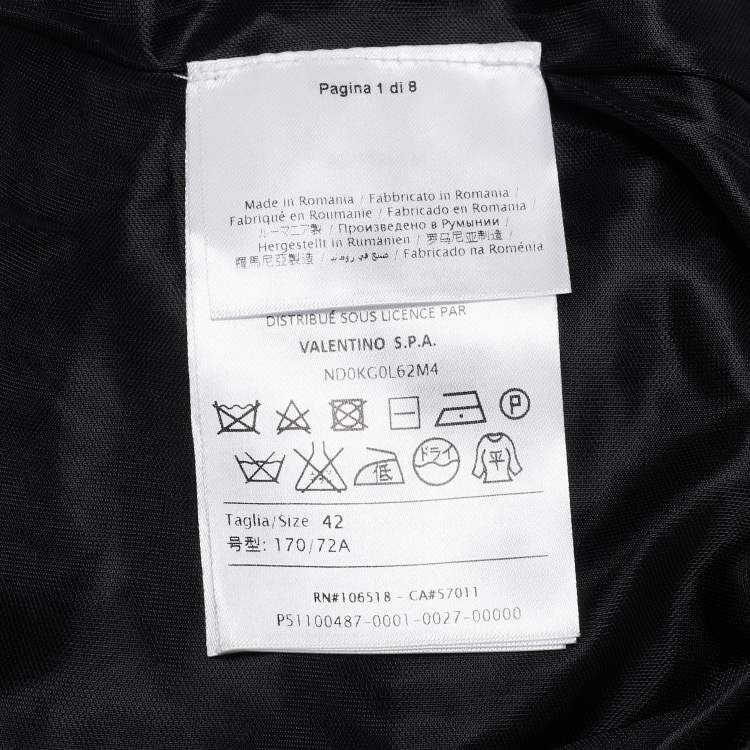 Pagina 1 di 8
Made in Romania / Fabbricato in Romania /
Fabriqué en Roumanie / Fabricado en Romania /
ルーマニア製 / Произведено в Румынии /
Hergestellt in Rumänien / 罗马尼亚制造 /
羅馬尼亞製造 / صنع في رومانيا / Fabricado na Roménia
DISTRIBUÉ SOUS LICENCE PAR
VALENTINO S.P.A.
ND0KG0L62M4
P
低 ドライ 平
Taglia/Size 42
号型: 170/72A
RN#106518 - CA#57011
P51100487-0001-0027-00000